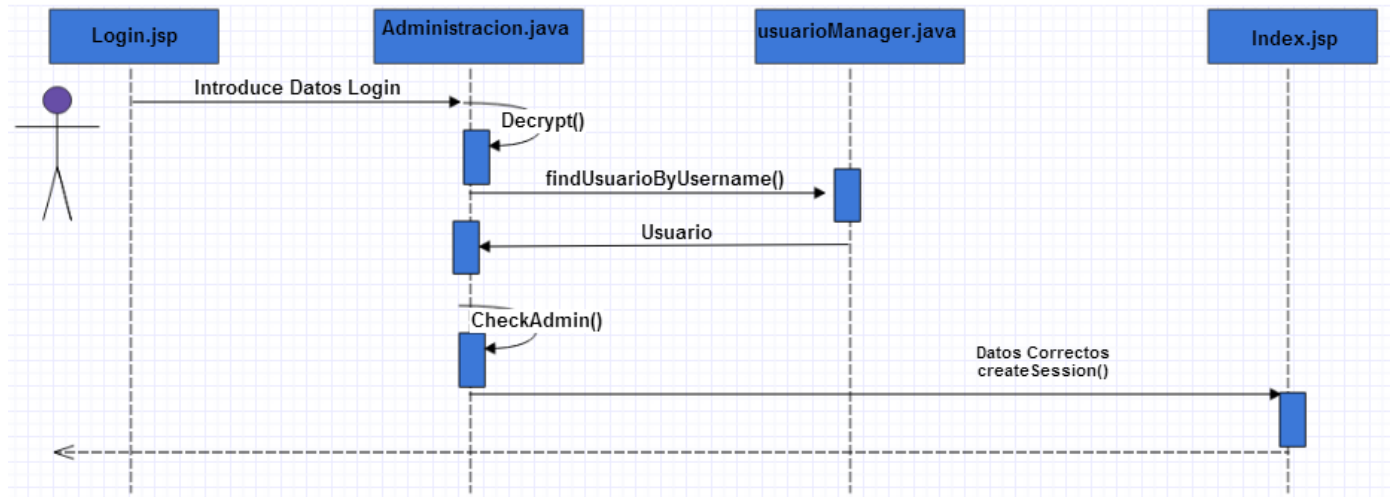 Login.jsp
Administracion.java
usuarioManager.java
Index.jsp
Introduce Datos Login
Decrypt()
findUsuarioByUsername()
Usuario
CheckAdmin()
Datos Correctos
createSession()